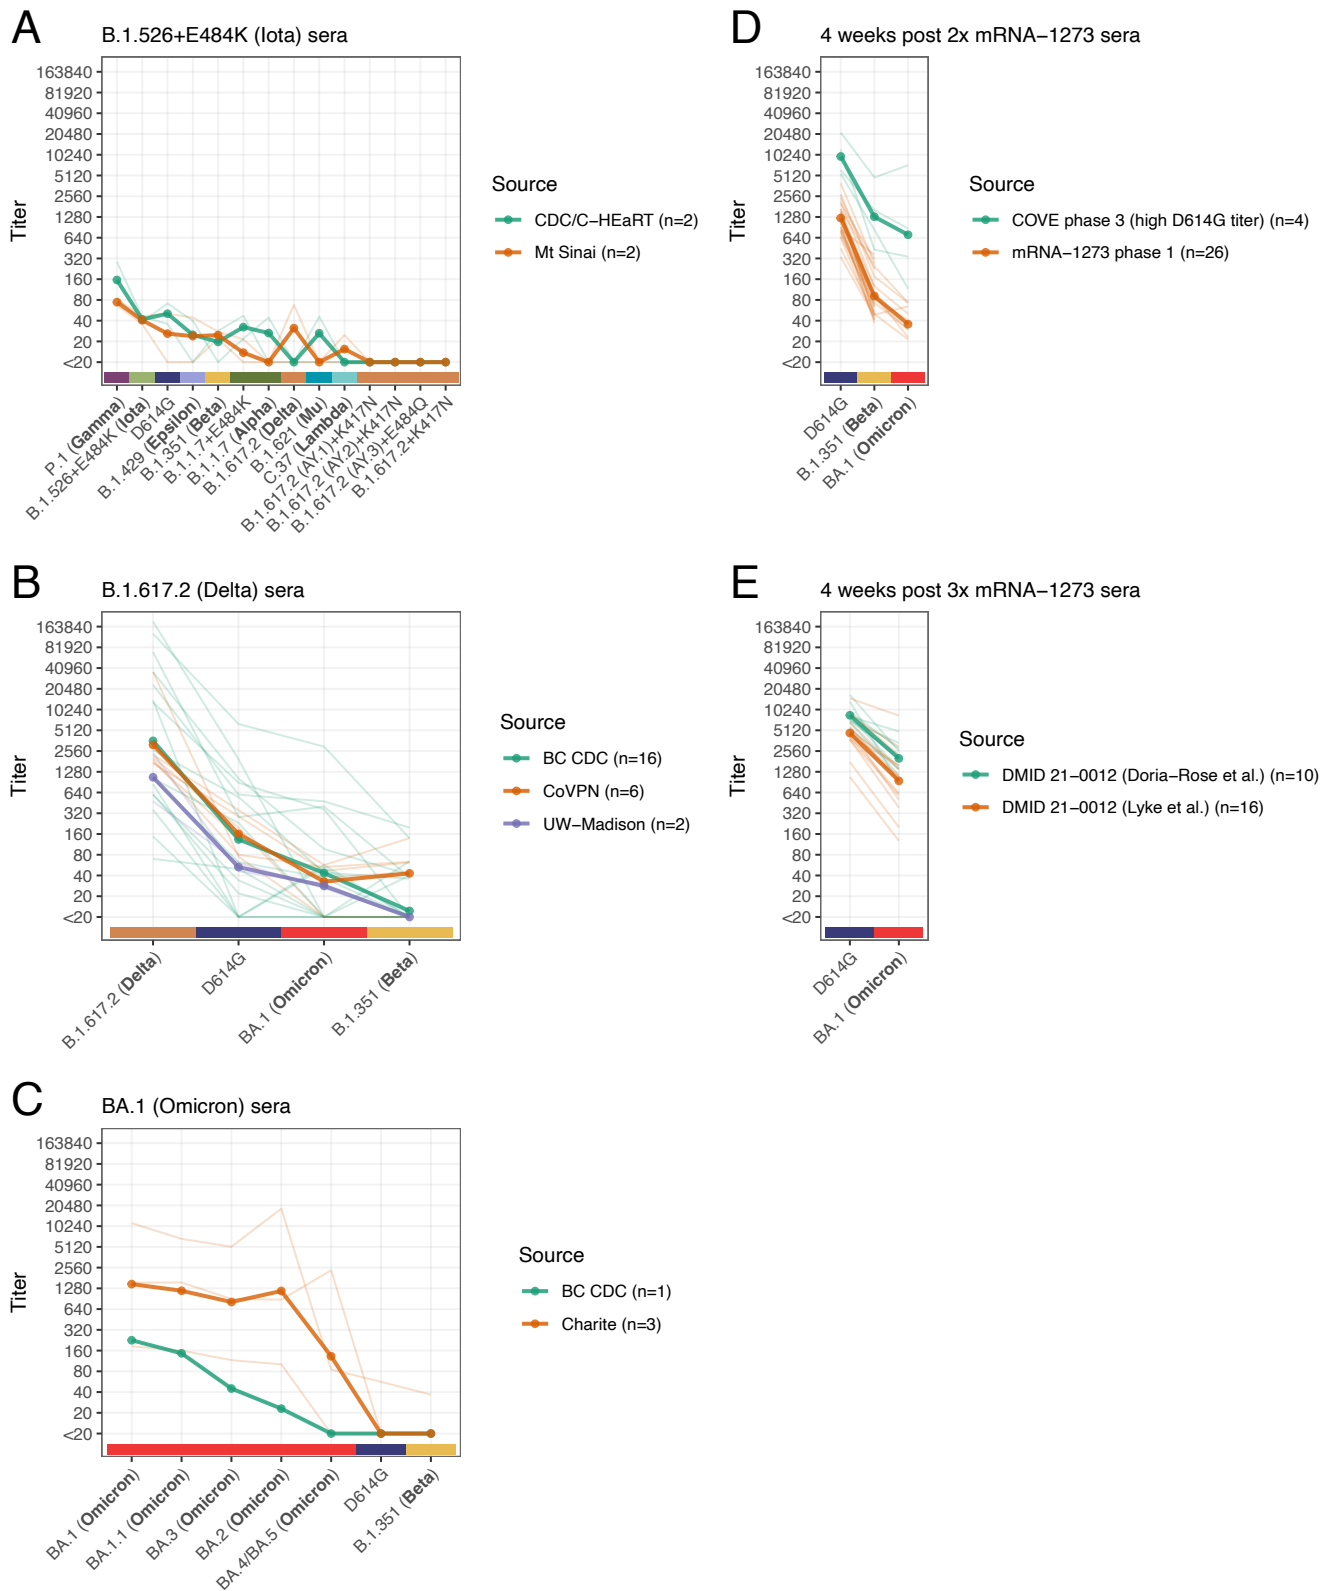 A
B.1.526+E484K (Iota) sera
Titer
163840
81920
40960
20480
10240
5120
2560
1280
640
320
160
80
40
20
<20
P.1 (Gamma)
B.1.526+E484K (Iota)
D614G
B.1.429 (Epsilon)
B.1.351 (Beta)
B.1.1.7+E484K
B.1.1.7 (Alpha)
B.1.617.2 (Delta)
B.1.621 (Mu)
C.37 (Lambda)
B.1.617.2 (AY.1)+K417N
B.1.617.2 (AY.2)+K417N
B.1.617.2 (AY.3)+E484Q
B.1.617.2+K417N
Source
CDC/C−HEaRT (n=2)
Mt Sinai (n=2)
D
4 weeks post 2x mRNA−1273 sera
Titer
163840
81920
40960
20480
10240
5120
2560
1280
640
320
160
80
40
20
<20
D614G
B.1.351 (Beta)
BA.1 (Omicron)
Source
COVE phase 3 (high D614G titer) (n=4)
mRNA−1273 phase 1 (n=26)
B
B.1.617.2 (Delta) sera
Titer
163840
81920
40960
20480
10240
5120
2560
1280
640
320
160
80
40
20
<20
B.1.617.2 (Delta)
D614G
BA.1 (Omicron)
B.1.351 (Beta)
Source
BC CDC (n=16)
CoVPN (n=6)
UW−Madison (n=2)
E
4 weeks post 3x mRNA−1273 sera
Titer
163840
81920
40960
20480
10240
5120
2560
1280
640
320
160
80
40
20
<20
D614G
BA.1 (Omicron)
Source
DMID 21−0012 (Doria−Rose et al.) (n=10)
DMID 21−0012 (Lyke et al.) (n=16)
C
BA.1 (Omicron) sera
Titer
163840
81920
40960
20480
10240
5120
2560
1280
640
320
160
80
40
20
<20
BA.1 (Omicron)
BA.1.1 (Omicron)
BA.3 (Omicron)
BA.2 (Omicron)
BA.4/BA.5 (Omicron)
D614G
B.1.351 (Beta)
Source
BC CDC (n=1)
Charite (n=3)